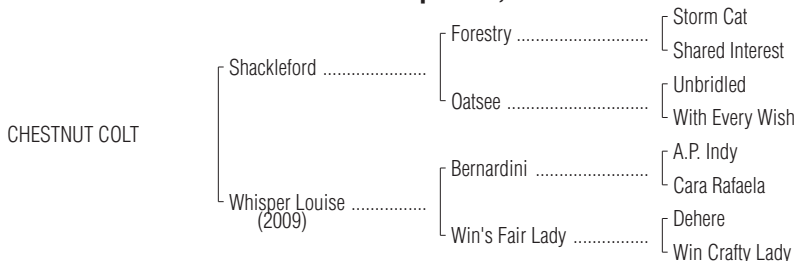 Storm Cat
Forestry ............................
Shared Interest
Shackleford ......................
Unbridled
Oatsee ..............................
With Every Wish
CHESTNUT COLT
A.P. Indy
Bernardini ........................
Cara Rafaela
Whisper Louise ................
(2009)
Dehere
Win's Fair Lady ................
Win Crafty Lady